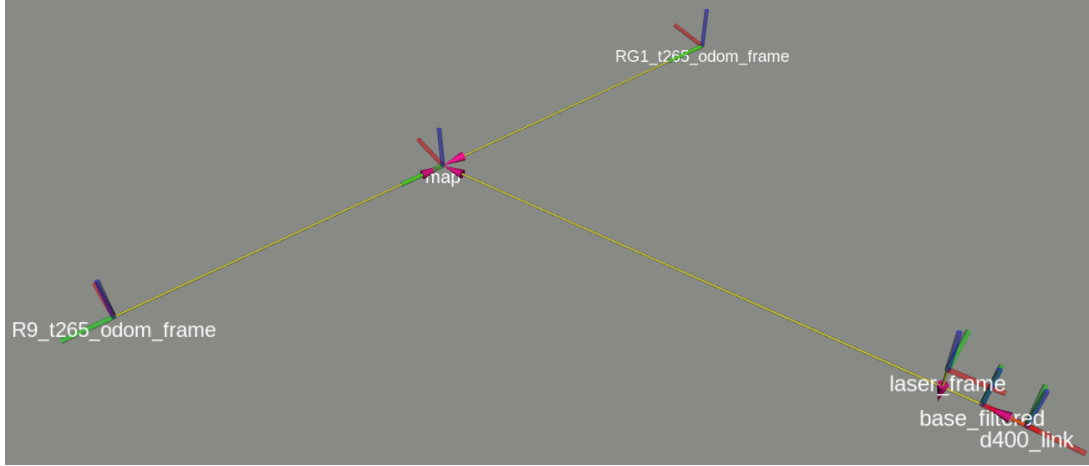 RG1_t265_odom_frame
map
R9_t265_odom_frame
laser_frame
base_filtered
d400_link